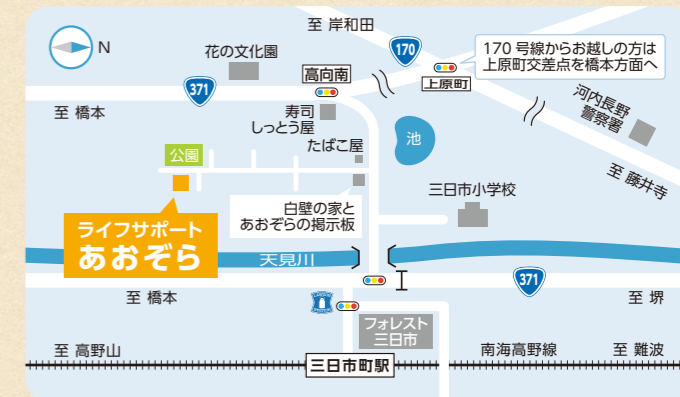 至 岸和田
N
花の文化園
170
170 号線からお越しの方は
上原町交差点を橋本方面へ
高向南
上原町
371
至 橋本
寿司
しっとう屋
河内長野
警察署
池
たばこ屋
公園
至 藤井寺
三日市小学校
白壁の家と
あおぞらの掲示板
ライフサポート
あおぞら
天見川
371
至 橋本
至 堺
フォレスト
三日市
至 高野山
南海高野線
至 難波
三日市町駅